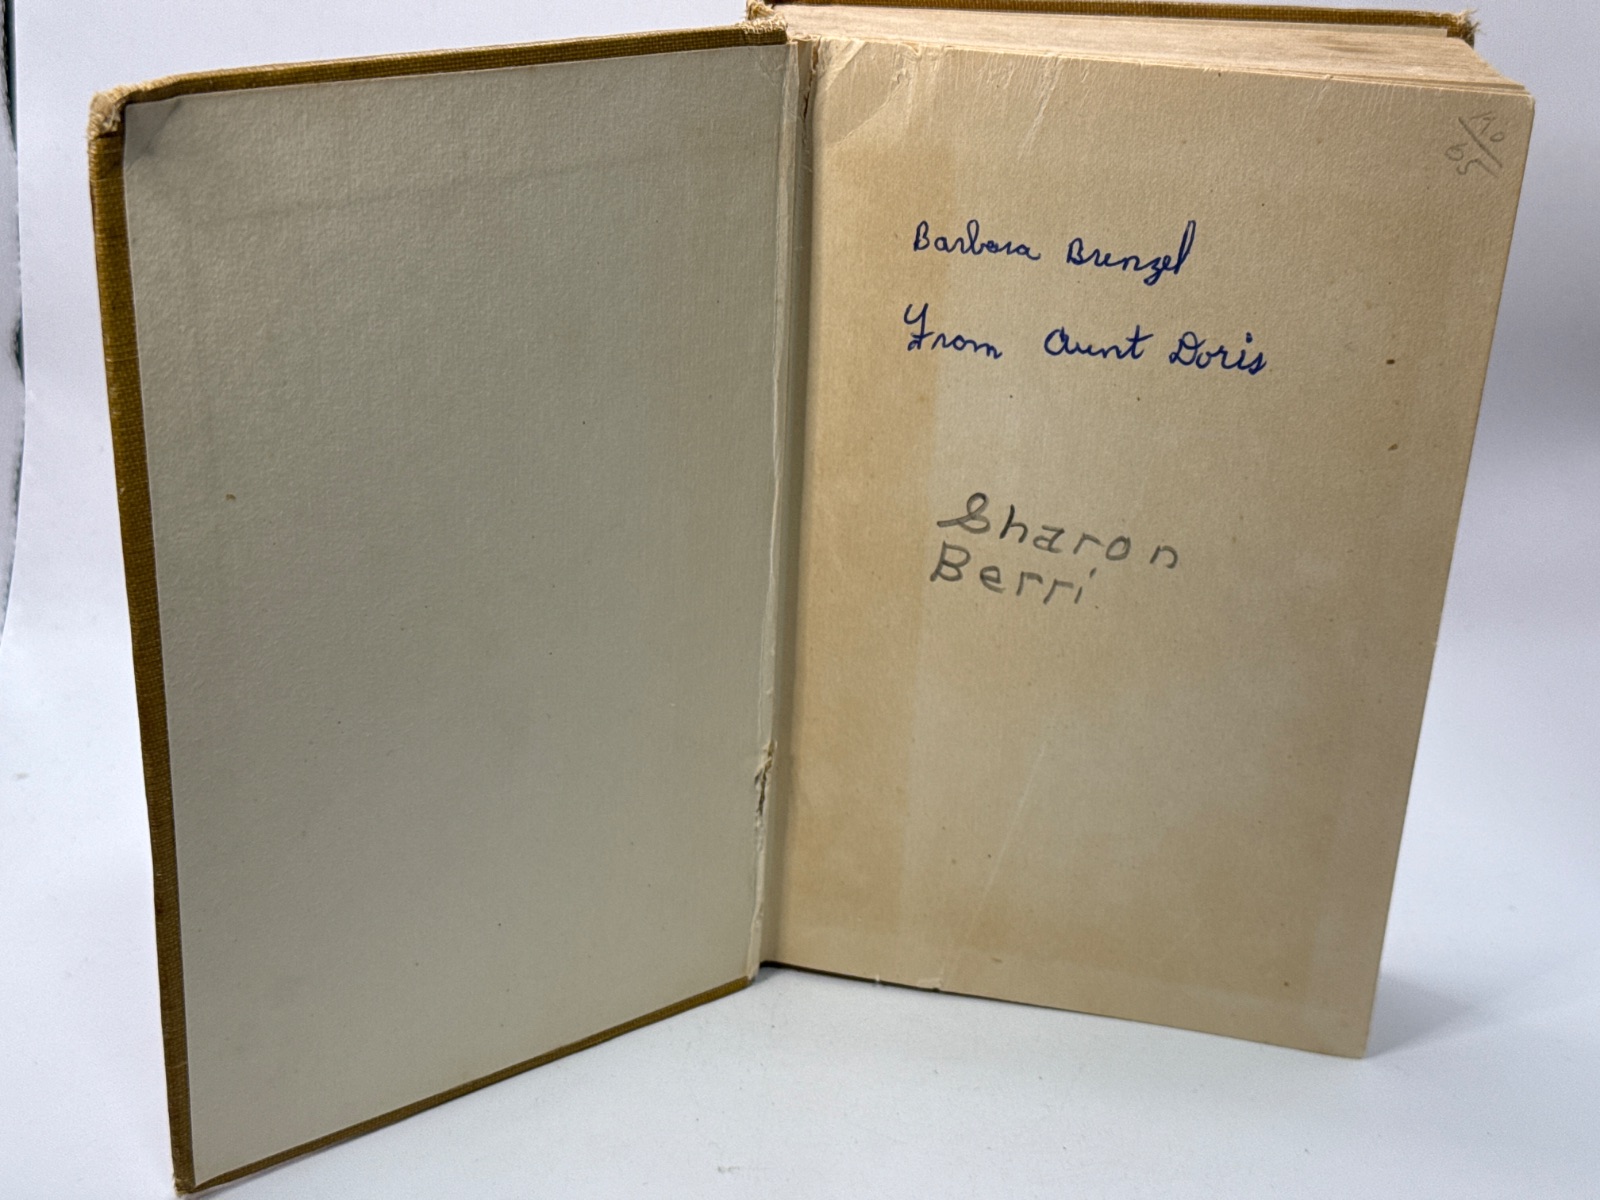 Barbara Brenzel
From Aunt Doris
Sharon
Berri